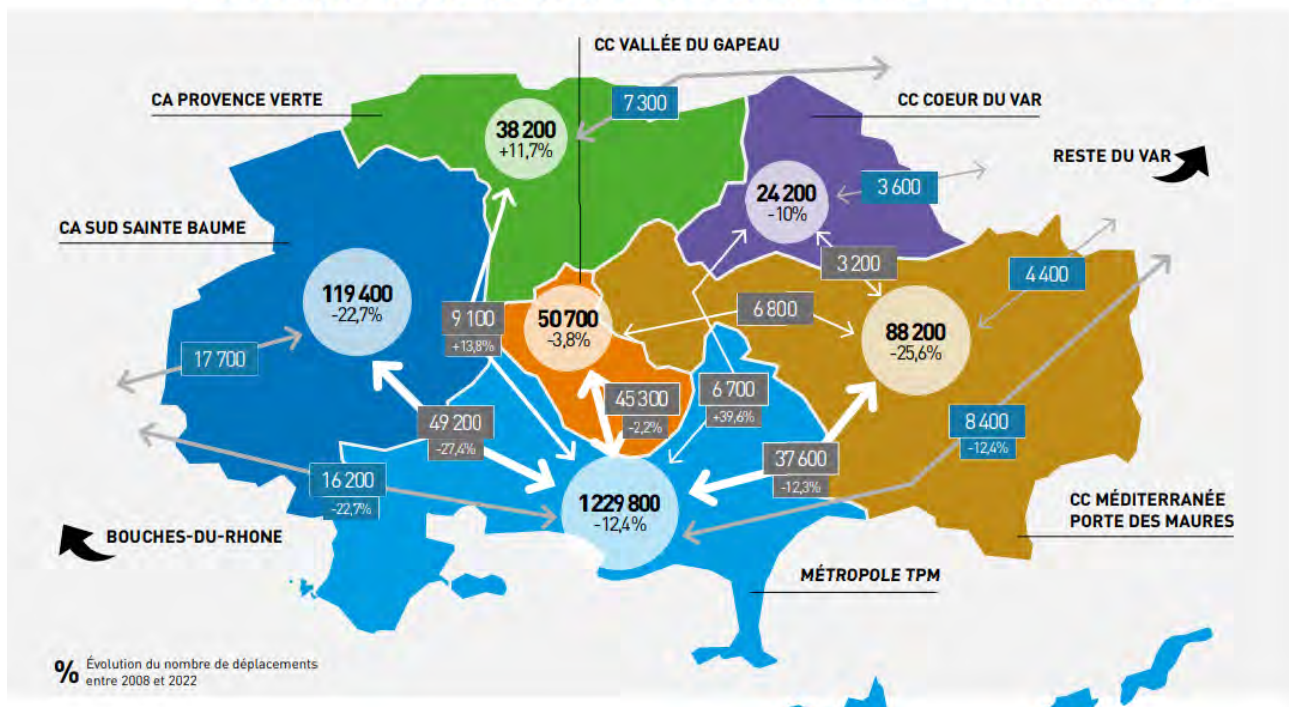 CC VALLÉE DU GAPEAU
CA PROVENCE VERTE
7 300
CC COEUR DU VAR
38 200
+11,7%
RESTE DU VAR
24 200
-10%
3 600
CA SUD SAINTE BAUME
3 200
4 400
119 400
-22,7%
9 100
+13,8%
50 700
-3,8%
6 800
88 200
-25,6%
17 700
45 300
-2,2%
6 700
+39,6%
49 200
-27,4%
8 400
-12,4%
37 600
-12,3%
16 200
-22,7%
1 229 800
-12,4%
CC MÉDITERRANÉE
PORTE DES MAURES
BOUCHES-DU-RHONE
MÉTROPOLE TPM
% Évolution du nombre de déplacements
entre 2008 et 2022